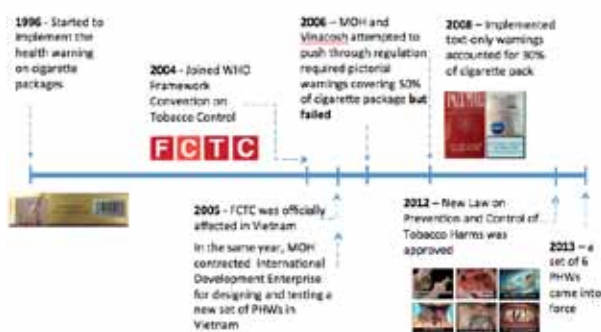 1996 - Started to
implement the
health warning
on cigarette
packages
2004 - Joined WHO
Framework
Convention on
Tobacco Control
FCTC
2006 – MOH and
Vinacosh attempted to
push through regulation
required pictorial
warnings covering 50%
of cigarette package but
failed
2008 – Implemented
text-only warnings
accounted for 30%
of cigarette pack
PALL MALL
2005 - FCTC was officially
affected in Vietnam
In the same year, MOH
contracted International
Development Enterprise
for designing and testing a
new set of PHWs in
Vietnam
2012 – New Law on
Prevention and Control of
Tobacco Harms was
approved
2013 – a
set of 6
PHWs
came into
force